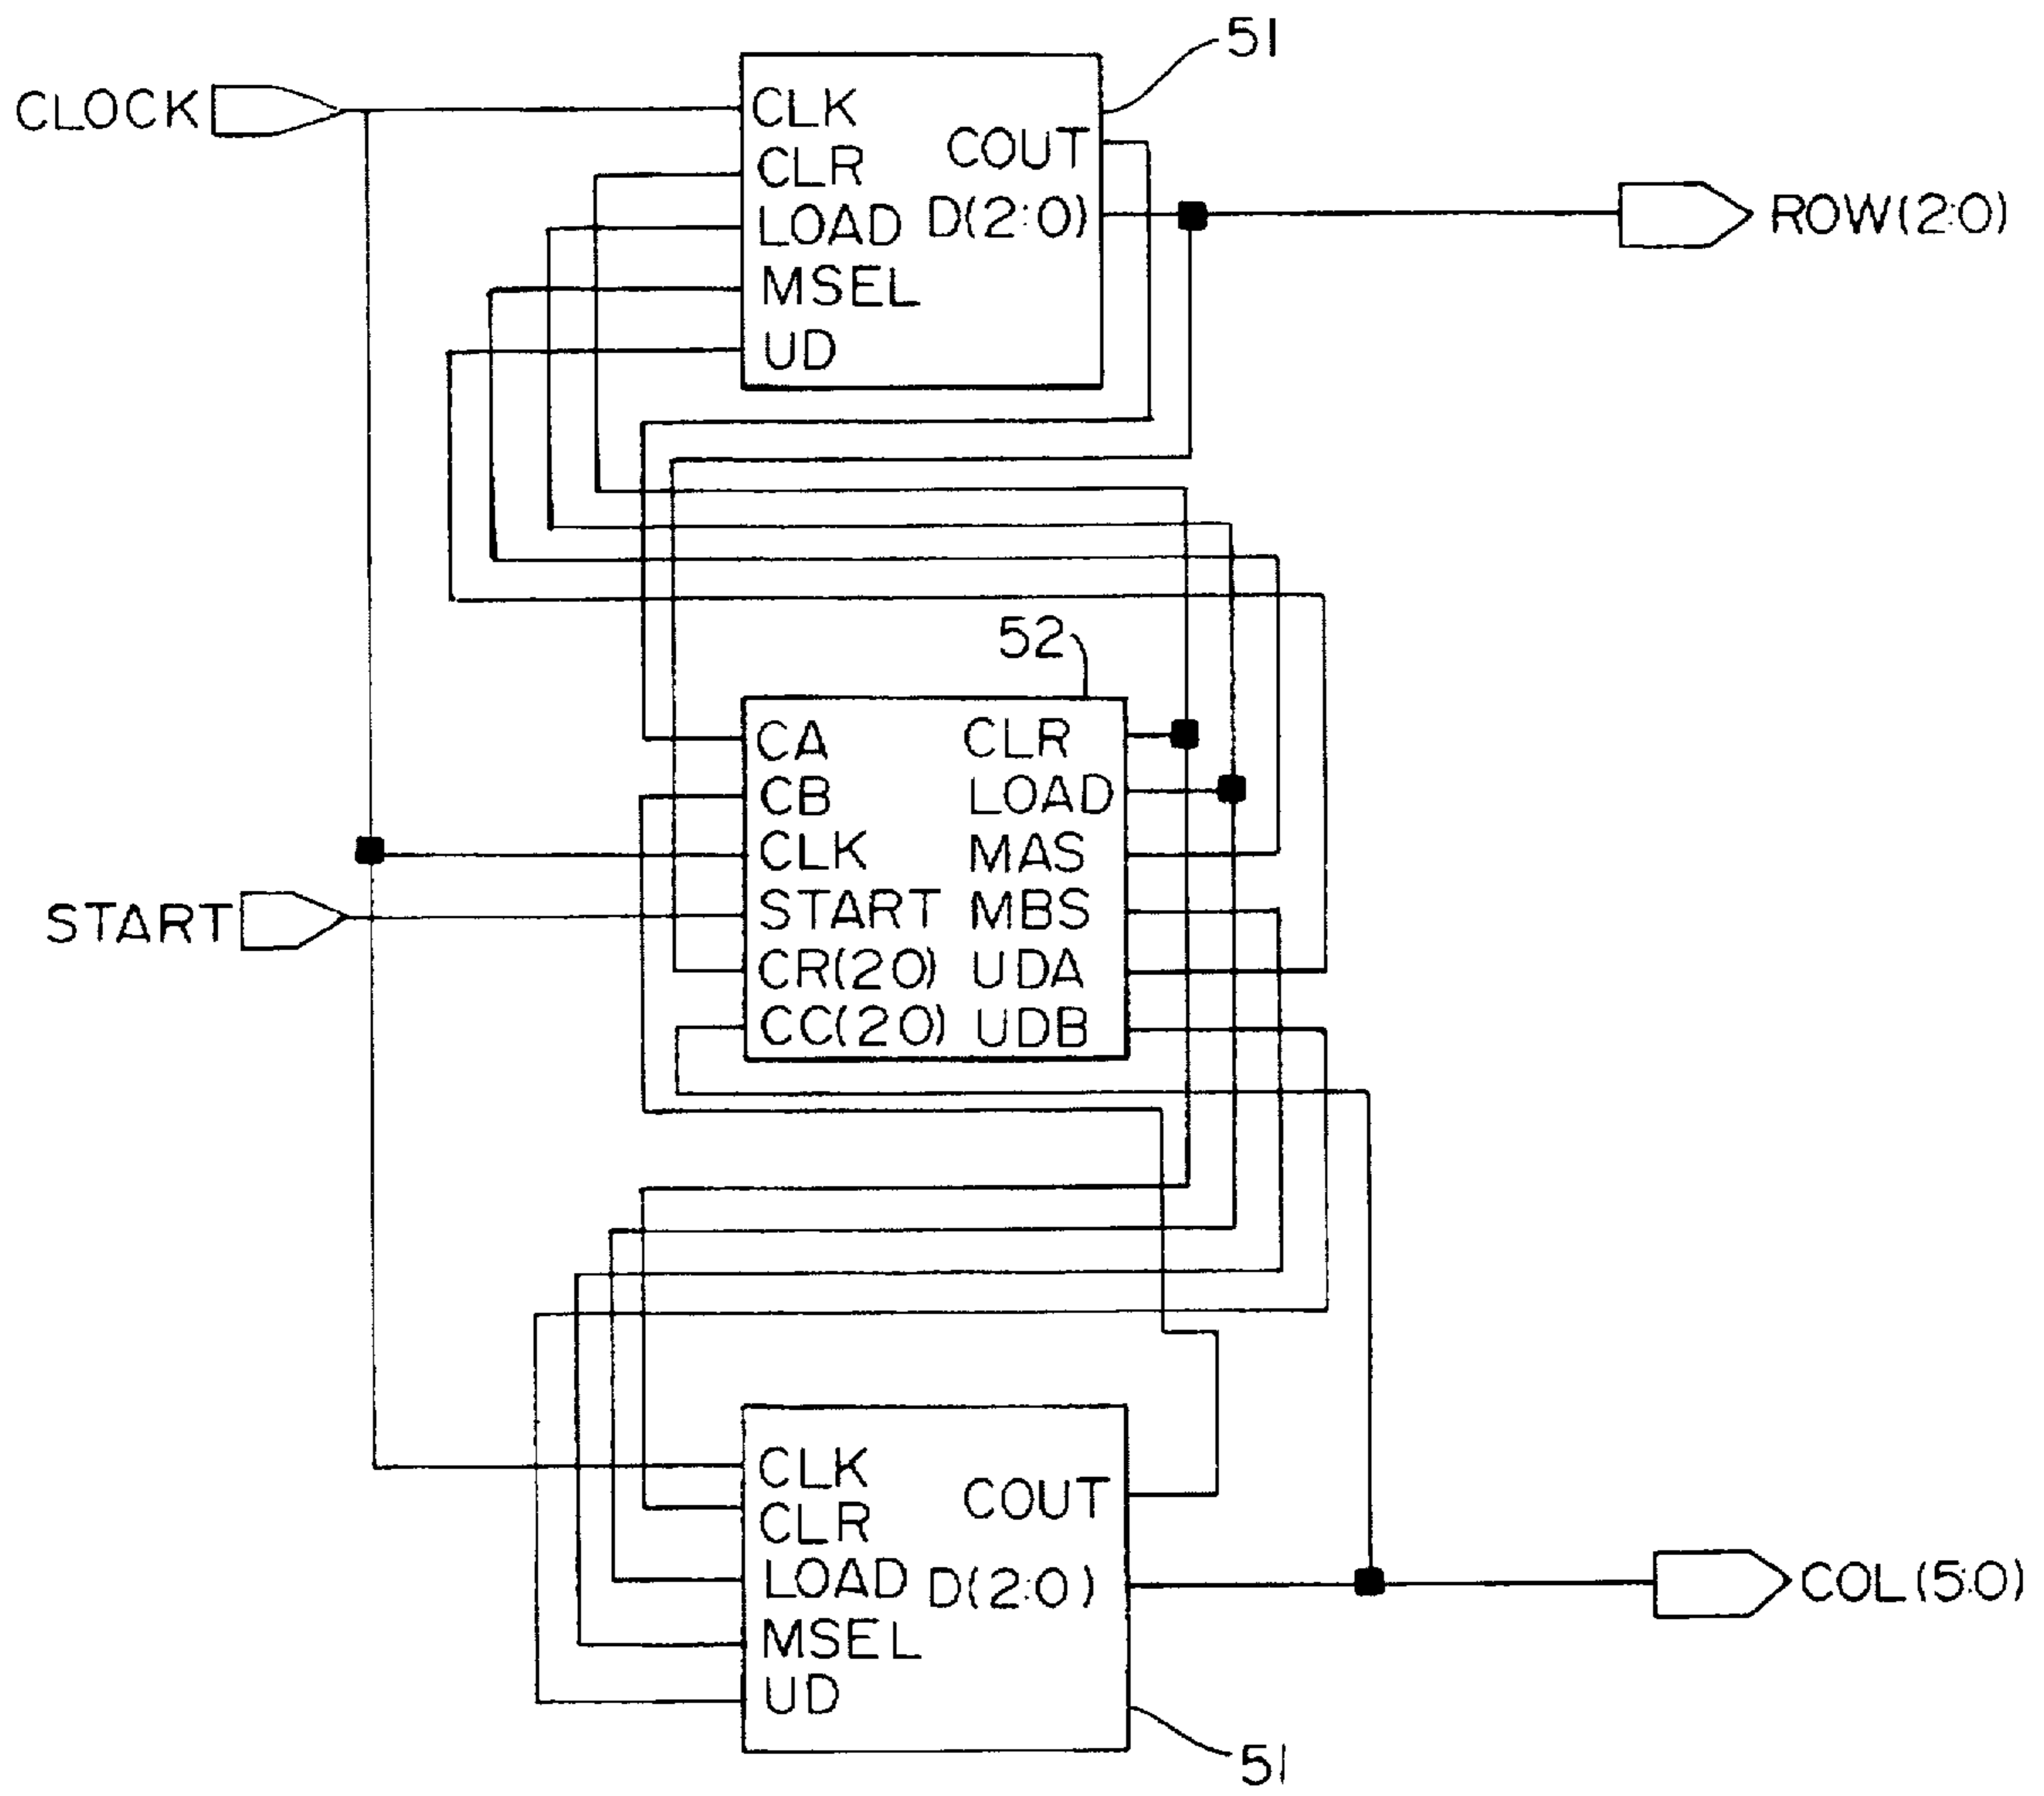 51
CLOCK
CLK
CLR
LOAD
MSEL
UD
COUT
D(2:0)
ROW(2:0)
52
CA
CB
CLK
START
CR(20)
CC(20)
CLR
LOAD
MAS
MBS
UDA
UDB
START
CLK
CLR
LOAD
MSEL
UD
COUT
D(2:0)
COL(5:0)
51